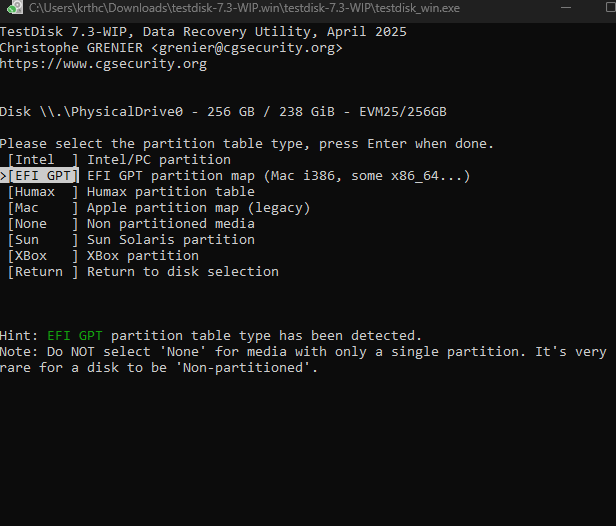 C:\Users\krthc\Downloads\testdisk-7.3-WIP.win\testdisk-7.3-WIP\testdisk_win.exe
TestDisk 7.3-WIP, Data Recovery Utility, April 2025
Christophe GRENIER <grenier@cgsecurity.org>
https://www.cgsecurity.org
Disk \\.\PhysicalDrive0 - 256 GB / 238 GiB - EVM25/256GB
Please select the partition table type, press Enter when done.
[Intel  ] Intel/PC partition
>[EFI GPT] EFI GPT partition map (Mac i386, some x86_64...)
[Humax  ] Humax partition table
[Mac    ] Apple partition map (legacy)
[None   ] Non partitioned media
[Sun    ] Sun Solaris partition
[XBox   ] XBox partition
[Return ] Return to disk selection
Hint: EFI GPT partition table type has been detected.
Note: Do NOT select 'None' for media with only a single partition. It's very
rare for a disk to be 'Non-partitioned'.